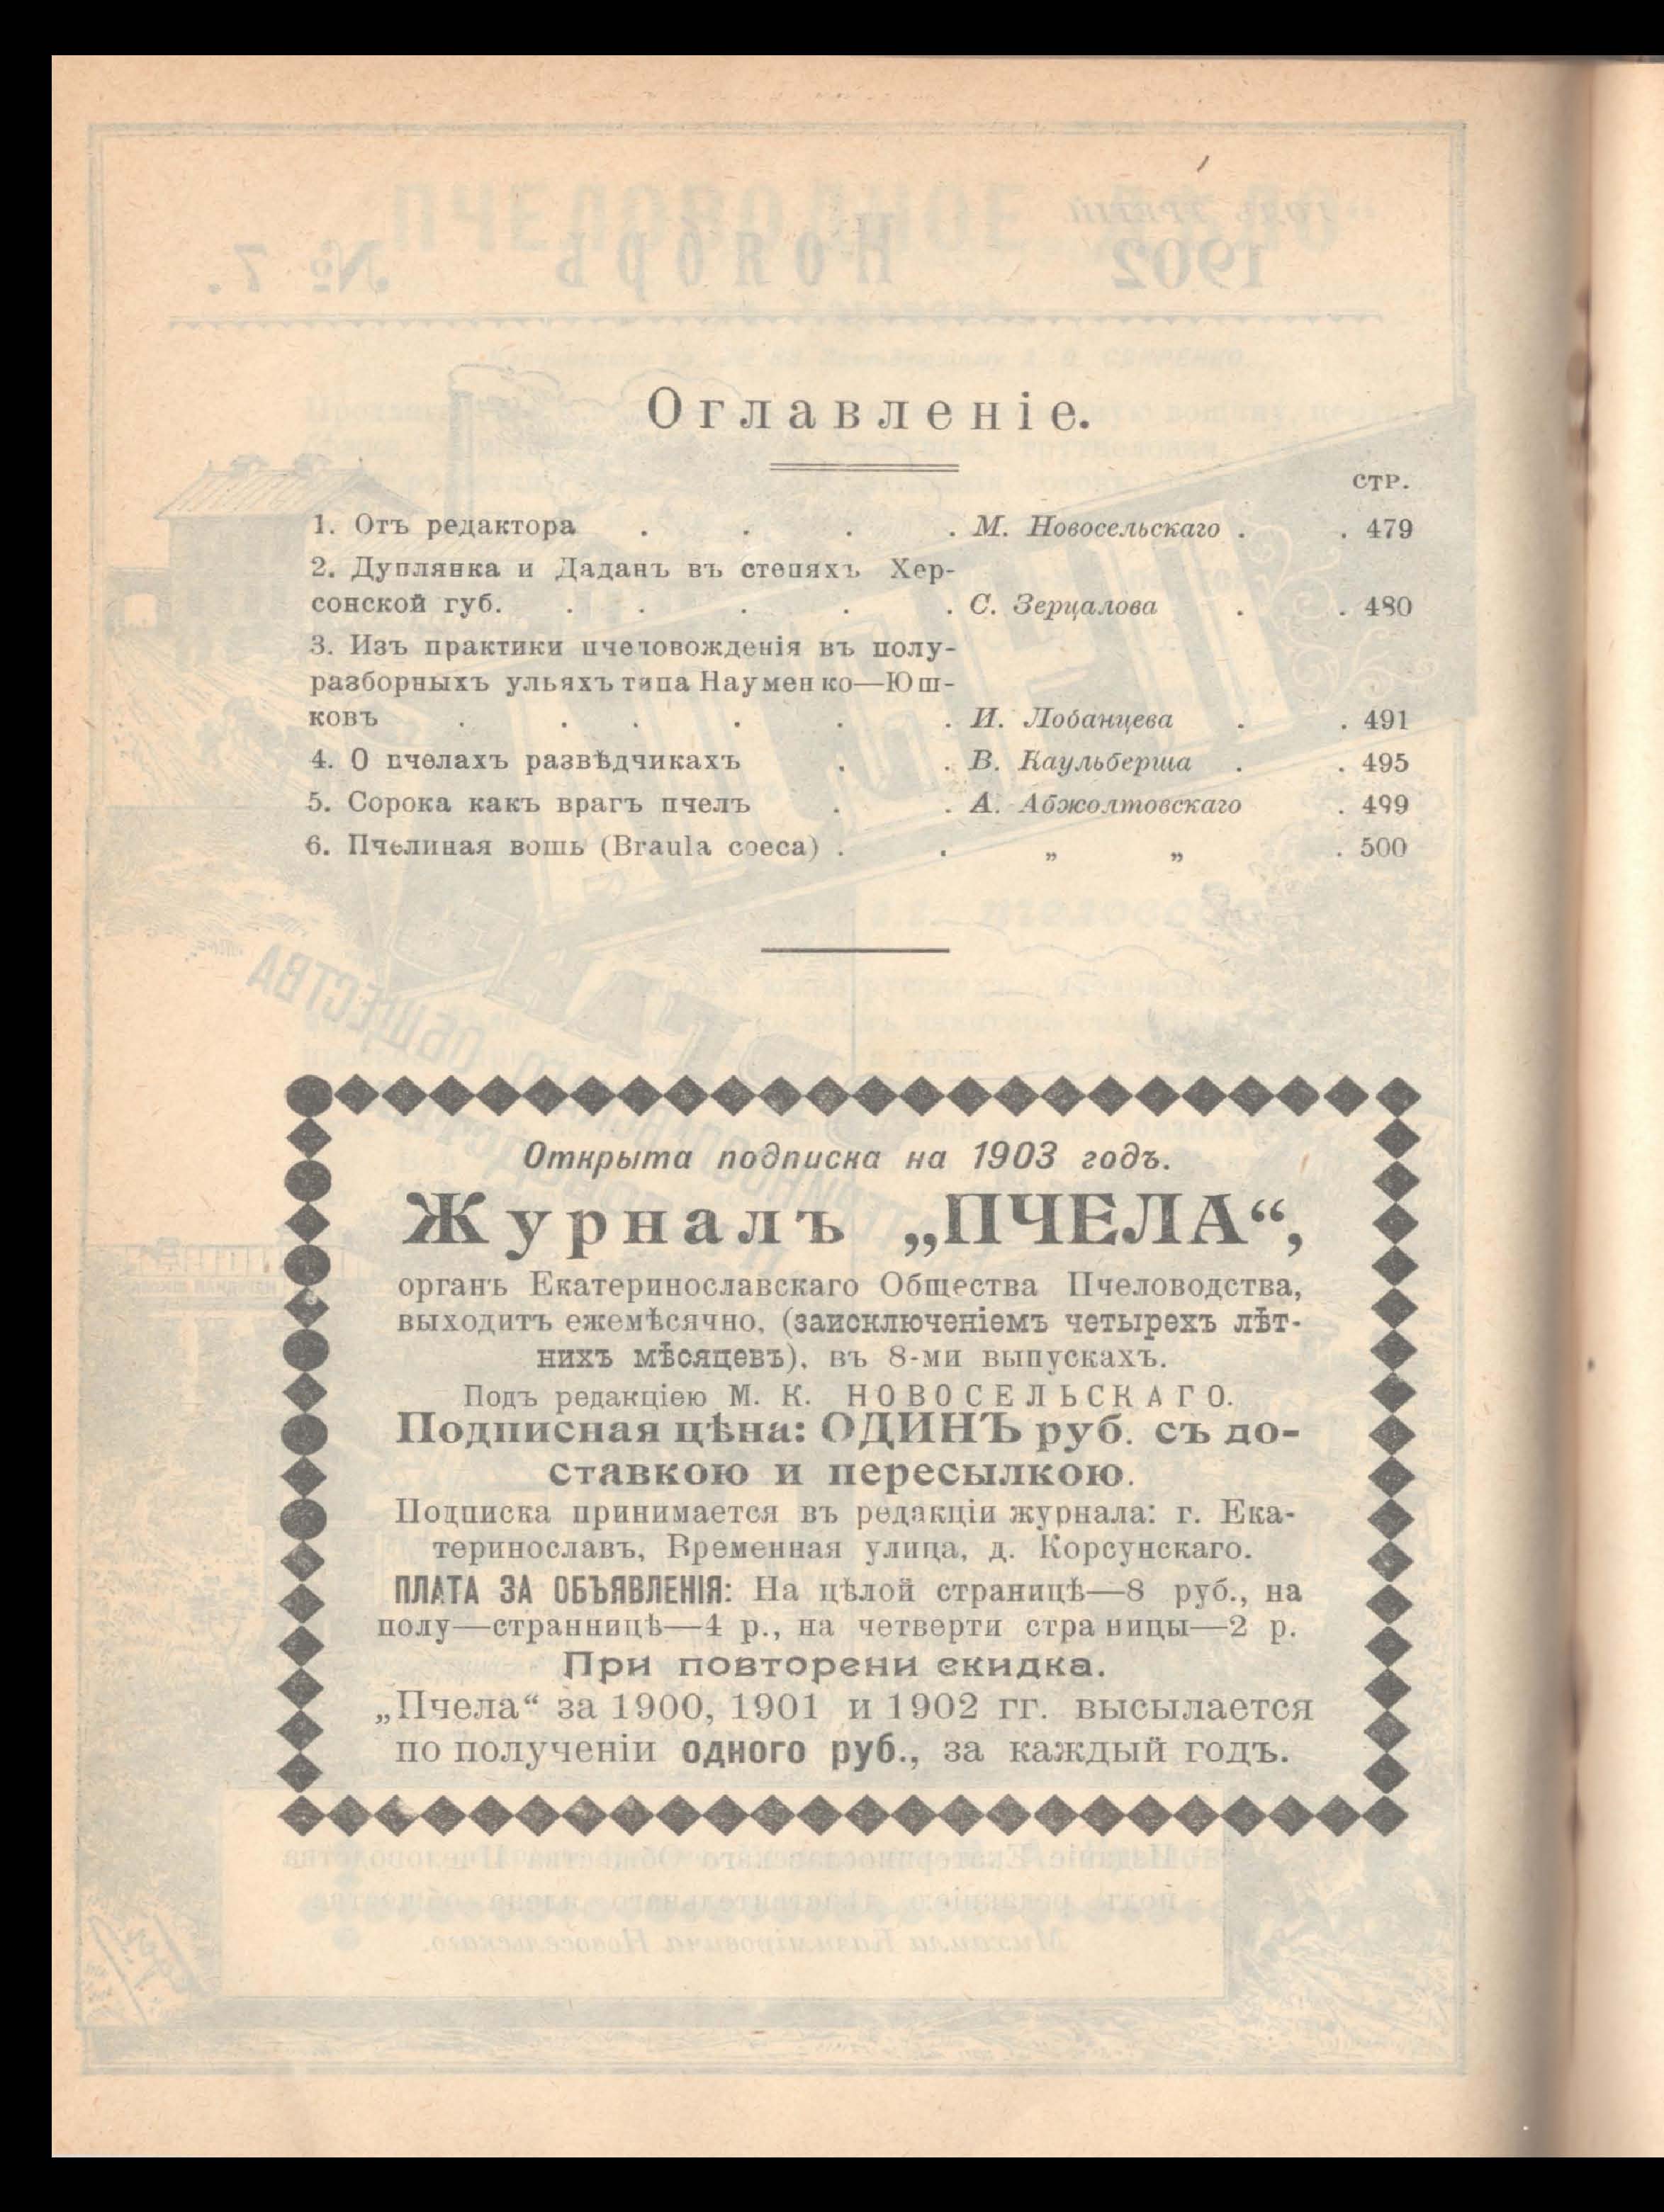 Оглавленіе.
СТР.
1. Отъ редактора . . . . М. Новосельскаго . . 479
2. Дуплянка и Даданъ въ степяхъ Хер-
сонской губ. . . . . . С. Зерцалова . . 480
3. Изъ практики пчеловожденія въ полу-
разборныхъ ульяхъ типа Науменко—Юш-
ковъ . . . . . . И. Лобанцева . . 491
4. О пчелахъ развѣдчикахъ . . В. Каульберша . . 495
5. Сорока какъ врагъ пчелъ . . А. Абжолтовскаго . 499
6. Пчелиная вошь (Braula coeca) . . „ „ . 500
Открыта подписка на 1903 годъ.
Журналъ „ПЧЕЛА“,
органъ Екатеринославскаго Общества Пчеловодства,
выходитъ ежемѣсячно, (заисключеніемъ четырехъ лѣт-
нихъ мѣсяцевъ), въ 8-ми выпускахъ.
Подъ редакціею М. К. НОВОСЕЛЬСКАГО.
Подписная цѣна: ОДИНЪ руб. съ до-
ставкою и пересылкою.
Подписка принимается въ редакціи журнала: г. Ека-
теринославъ, Временная улица, д. Корсунскаго.
ПЛАТА ЗА ОБЪЯВЛЕНІЯ: На цѣлой страницѣ—8 руб., на
полу—странницѣ—4 р., на четверти страницы—2 р.
При повторени скидка.
„Пчела“ за 1900, 1901 и 1902 гг. высылается
по полученіи одного руб., за каждый годъ.